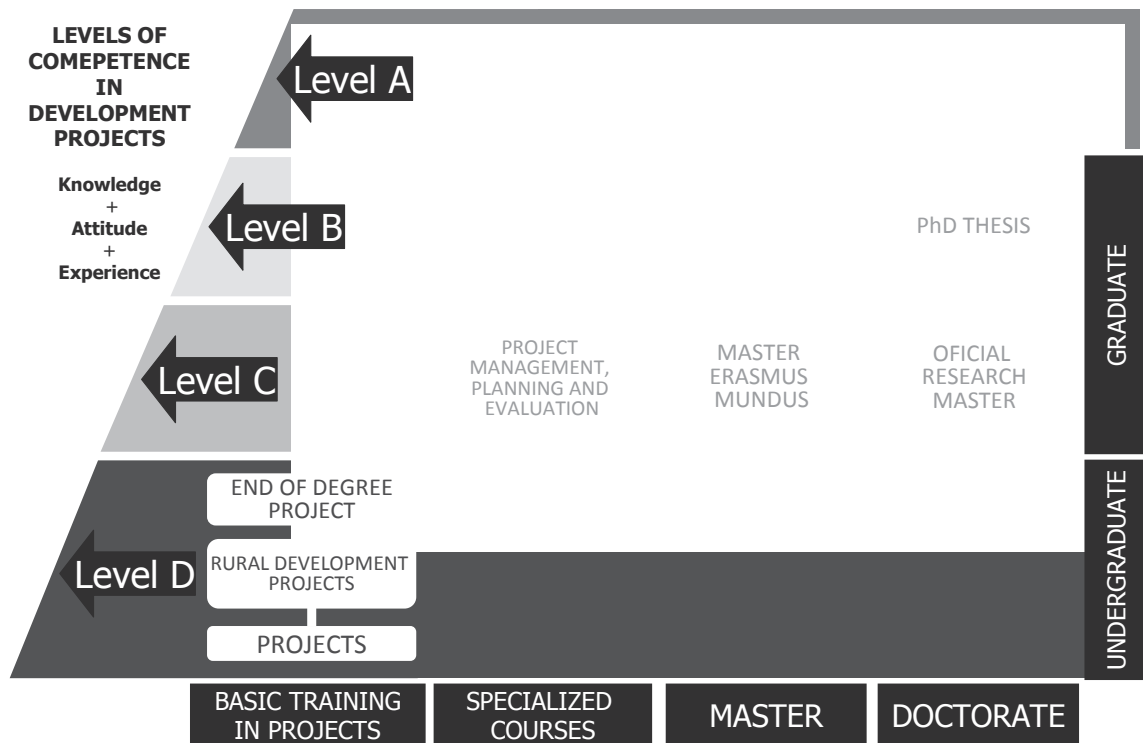 LEVELS OF
COMEPETENCE
IN
DEVELOPMENT
PROJECTS
Knowledge
+
Attitude
+
Experience
Level A
Level B
PhD THESIS
Level C
PROJECT
MANAGEMENT,
PLANNING AND
EVALUATION
MASTER
ERASMUS
MUNDUS
OFICIAL
RESEARCH
MASTER
GRADUATE
Level D
END OF DEGREE
PROJECT
RURAL DEVELOPMENT
PROJECTS
PROJECTS
UNDERGRADUATE
BASIC TRAINING
IN PROJECTS
SPECIALIZED
COURSES
MASTER
DOCTORATE